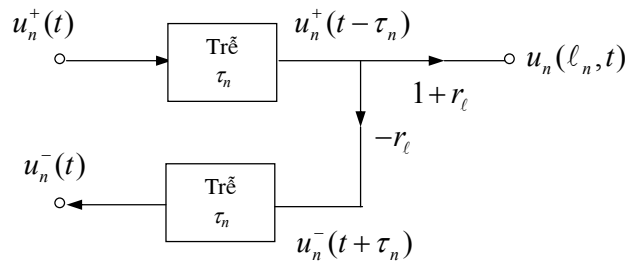 u_n^+(t)
Trễ
τ_n
u_n^+(t−τ_n)
u_n(ℓ_n,t)
1+r_ℓ
−r_ℓ
u_n^−(t)
Trễ
τ_n
u_n^−(t+τ_n)